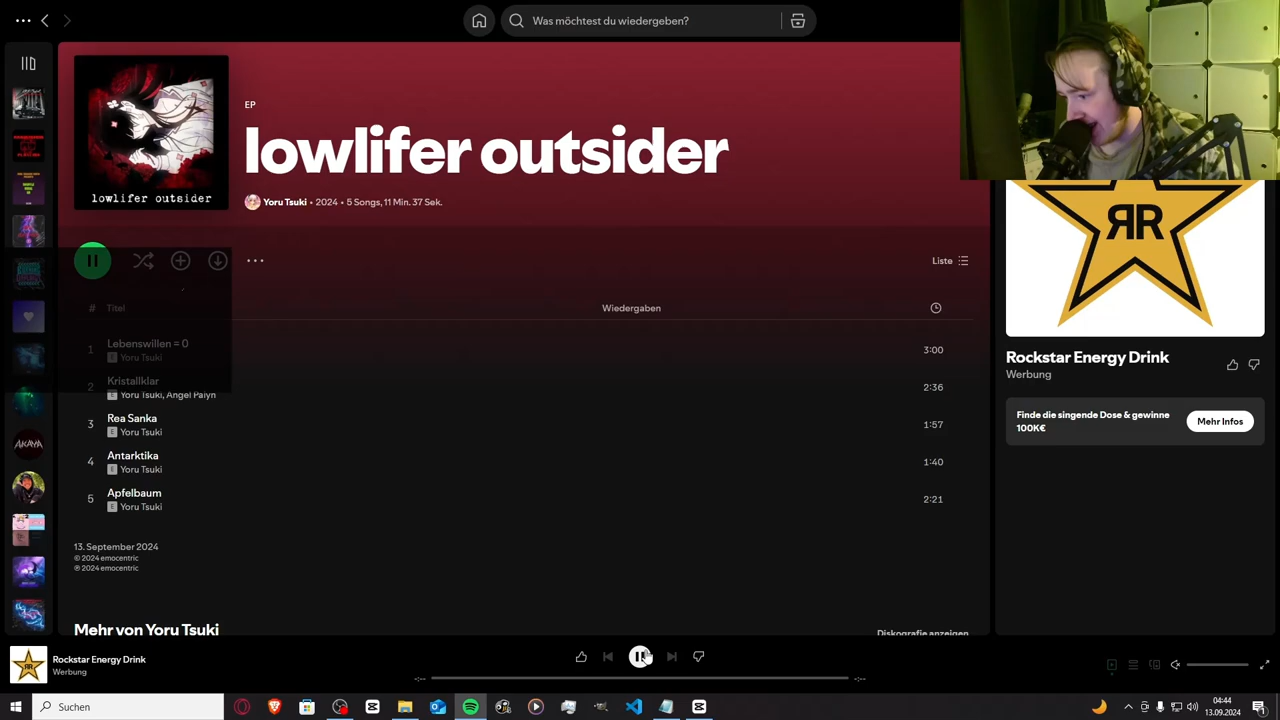 Was möchtest du wiedergeben?
lowlifer outsider
EP
lowlifer outsider
Yoru Tsuki • 2024 • 5 Songs, 11 Min. 37 Sek.
Liste
# Titel Wiedergaben
1 Lebenswillen = 0 3:00
E Yoru Tsuki
2 Kristallklar 2:36
E Yoru Tsuki, Angel Palyn
3 Rea Sanka 1:57
E Yoru Tsuki
4 Antarktika 1:40
E Yoru Tsuki
5 Apfelbaum 2:21
E Yoru Tsuki
13. September 2024
© 2024 emocentric
℗ 2024 emocentric
Mehr von Yoru Tsuki
Diskografie anzeigen
AKAYA
RR
Rockstar Energy Drink
Werbung
Finde die singende Dose & gewinne
100K€
Mehr Infos
Rockstar Energy Drink
Werbung
-:--
-:--
Suchen
04:44
13.09.2024